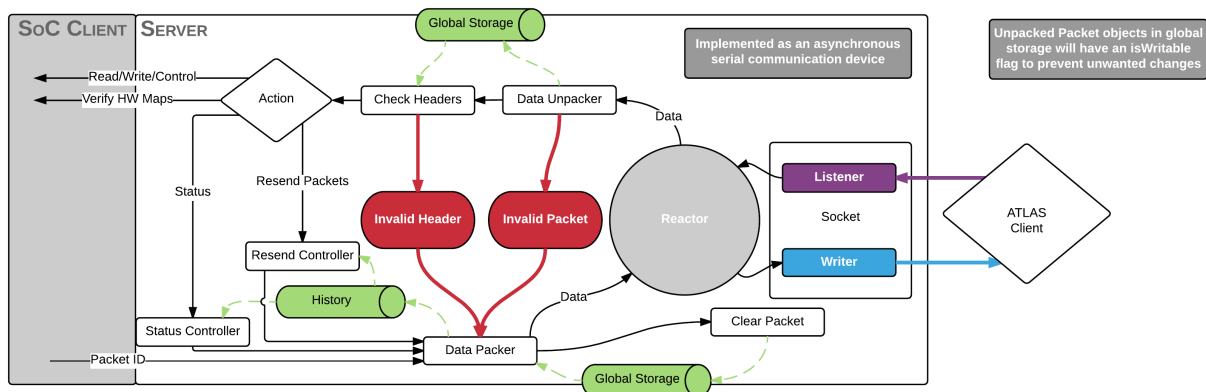 SOC CLIENT
SERVER
Global Storage
Implemented as an asynchronous
serial communication device
Unpacked Packet objects in global
storage will have an isWritable
flag to prevent unwanted changes
Read/Write/Control
Verify HW Maps
Action
Check Headers
Data Unpacker
Data
Listener
Socket
Writer
ATLAS
Client
Status
Resend Packets
Invalid Header
Invalid Packet
Reactor
Resend Controller
History
Data
Status Controller
Clear Packet
Packet ID
Data Packer
Global Storage